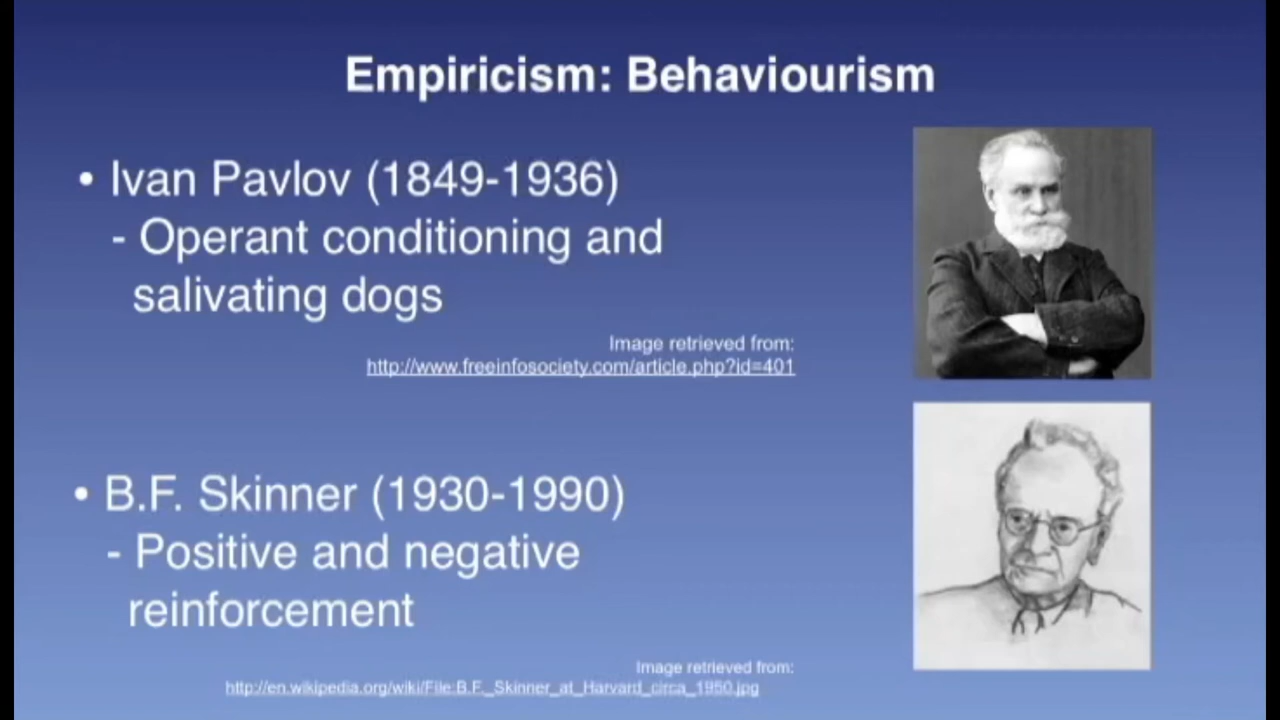 Empiricism: Behaviourism
• Ivan Pavlov (1849-1936)
- Operant conditioning and
salivating dogs
Image retrieved from:
http://www.freeinfosociety.com/article.php?id=401
• B.F. Skinner (1930-1990)
- Positive and negative
reinforcement
Image retrieved from:
http://en.wikipedia.org/wiki/File:B.F._Skinner_at_Harvard_circa_1950.jpg